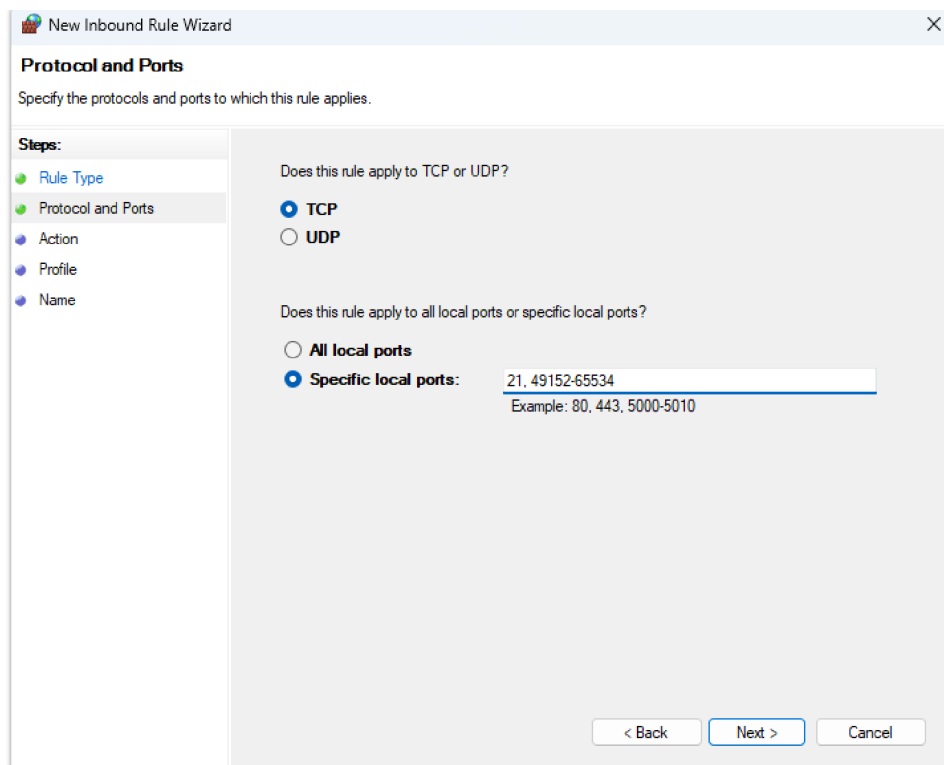 New Inbound Rule Wizard
Protocol and Ports
Specify the protocols and ports to which this rule applies.
Steps:
Rule Type
Protocol and Ports
Action
Profile
Name
Does this rule apply to TCP or UDP?
TCP
UDP
Does this rule apply to all local ports or specific local ports?
All local ports
Specific local ports: 21, 49152-65534
Example: 80, 443, 5000-5010
< Back Next > Cancel